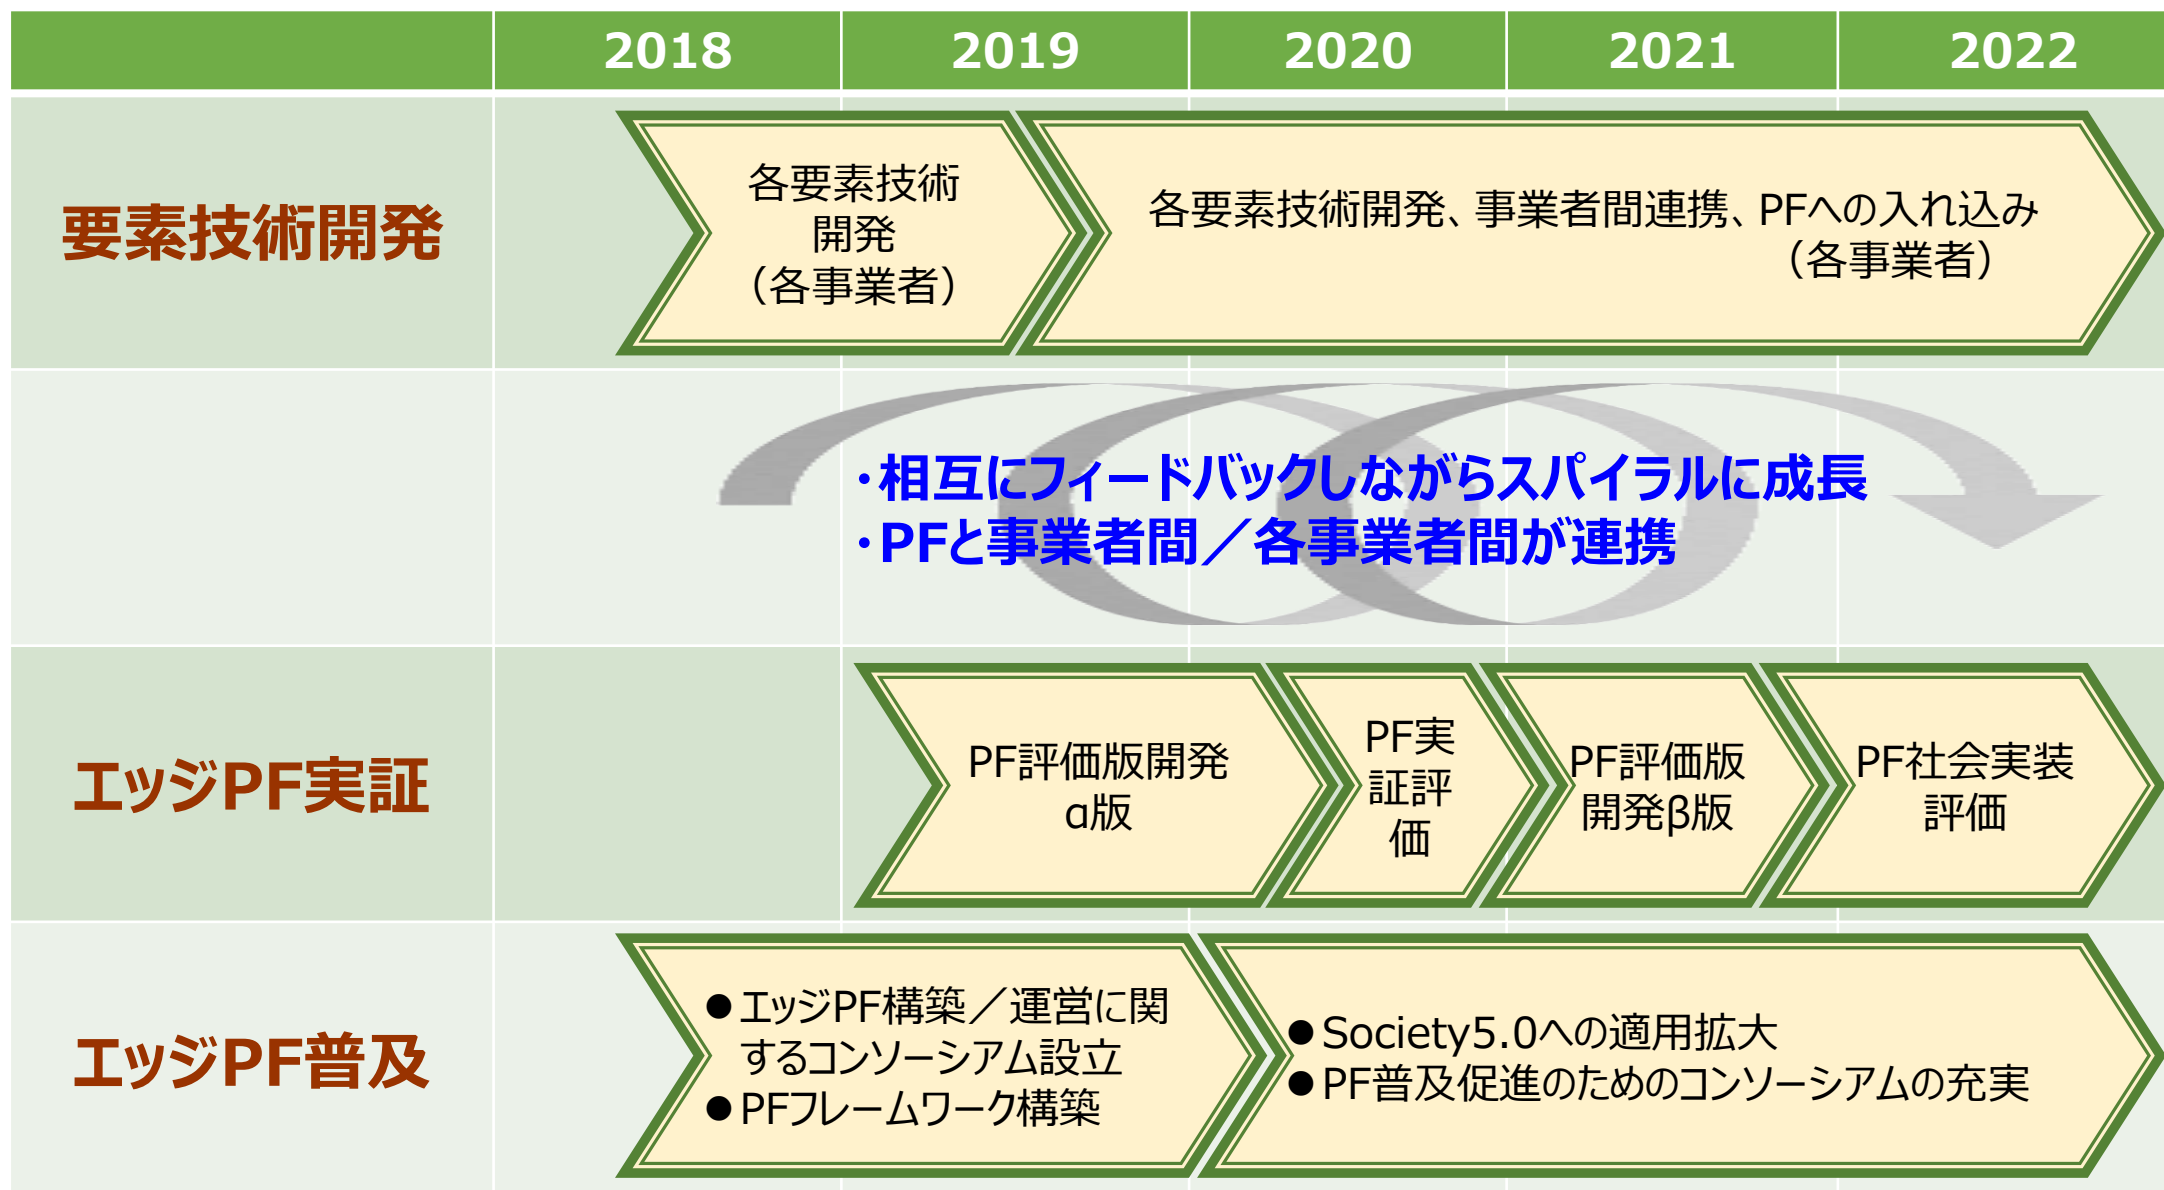 2018 2019 2020 2021 2022
要素技術開発
各要素技術
開発
（各事業者）
各要素技術開発、事業者間連携、PFへの入れ込み
（各事業者）
・相互にフィードバックしながらスパイラルに成長
・PFと事業者間／各事業者間が連携
エッジPF実証
PF評価版開発
α版
PF実
証評
価
PF評価版
開発β版
PF社会実装
評価
エッジPF普及
●エッジPF構築／運営に関
するコンソーシアム設立
●PFフレームワーク構築
●Society5.0への適用拡大
●PF普及促進のためのコンソーシアムの充実